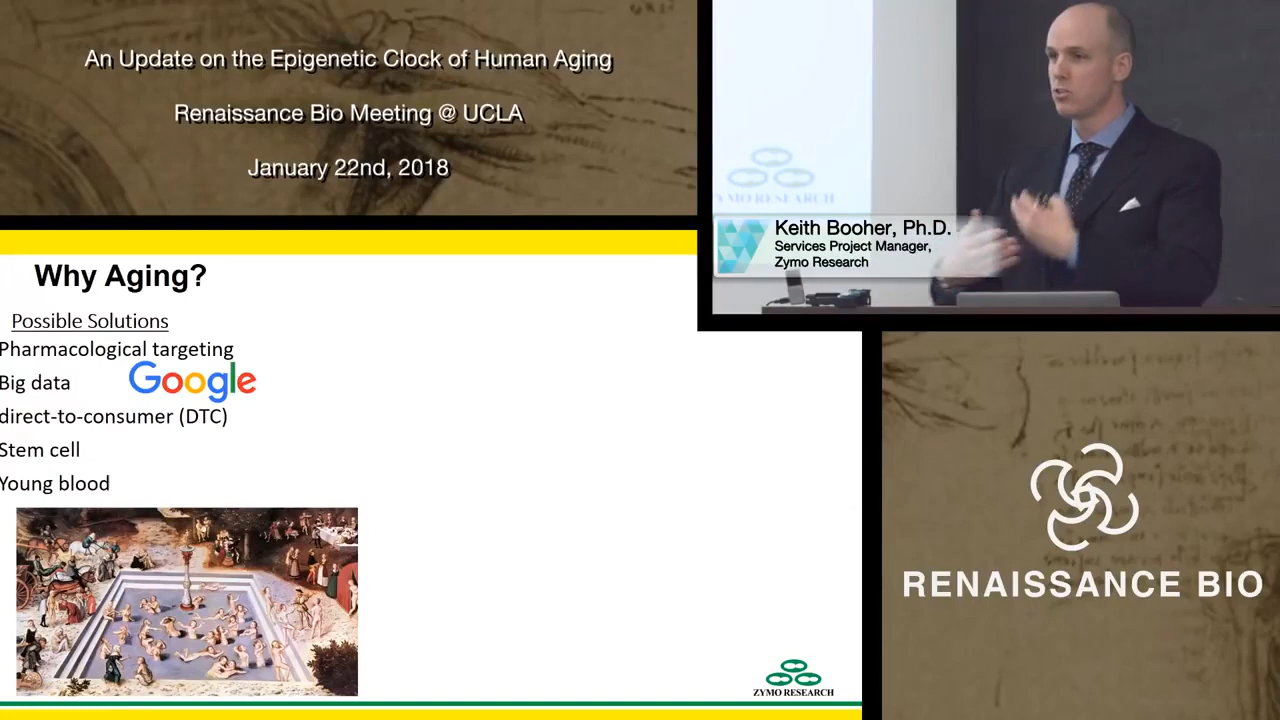 An Update on the Epigenetic Clock of Human Aging
Renaissance Bio Meeting @ UCLA
January 22nd, 2018
ZYMO RESEARCH
Keith Booher, Ph.D.
Services Project Manager,
Zymo Research
Why Aging?
Possible Solutions
Pharmacological targeting
Big data
Google
direct-to-consumer (DTC)
Stem cell
Young blood
ZYMO RESEARCH
RENAISSANCE BIO